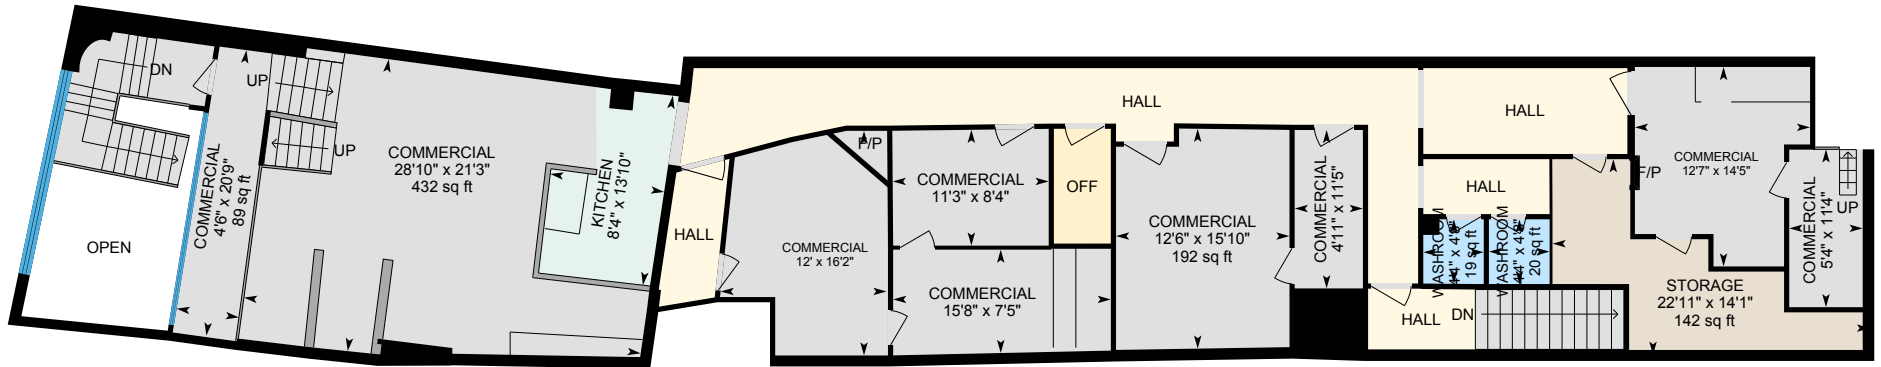 DN
UP
UP
OPEN
COMMERCIAL
4'6" x 20'9"
89 sq ft
COMMERCIAL
28'10" x 21'3"
432 sq ft
KITCHEN
8'4" x 13'10"
HALL
HALL
F/P
COMMERCIAL
12' x 16'2"
COMMERCIAL
11'3" x 8'4"
COMMERCIAL
15'8" x 7'5"
OFF
COMMERCIAL
12'6" x 15'10"
192 sq ft
COMMERCIAL
4'11" x 11'5"
HALL
HALL
WASHROOM
19 sq ft
WASHROOM
20 sq ft
HALL
DN
F/P
COMMERCIAL
12'7" x 14'5"
COMMERCIAL
5'4" x 11'4"
UP
STORAGE
22'11" x 14'1"
142 sq ft